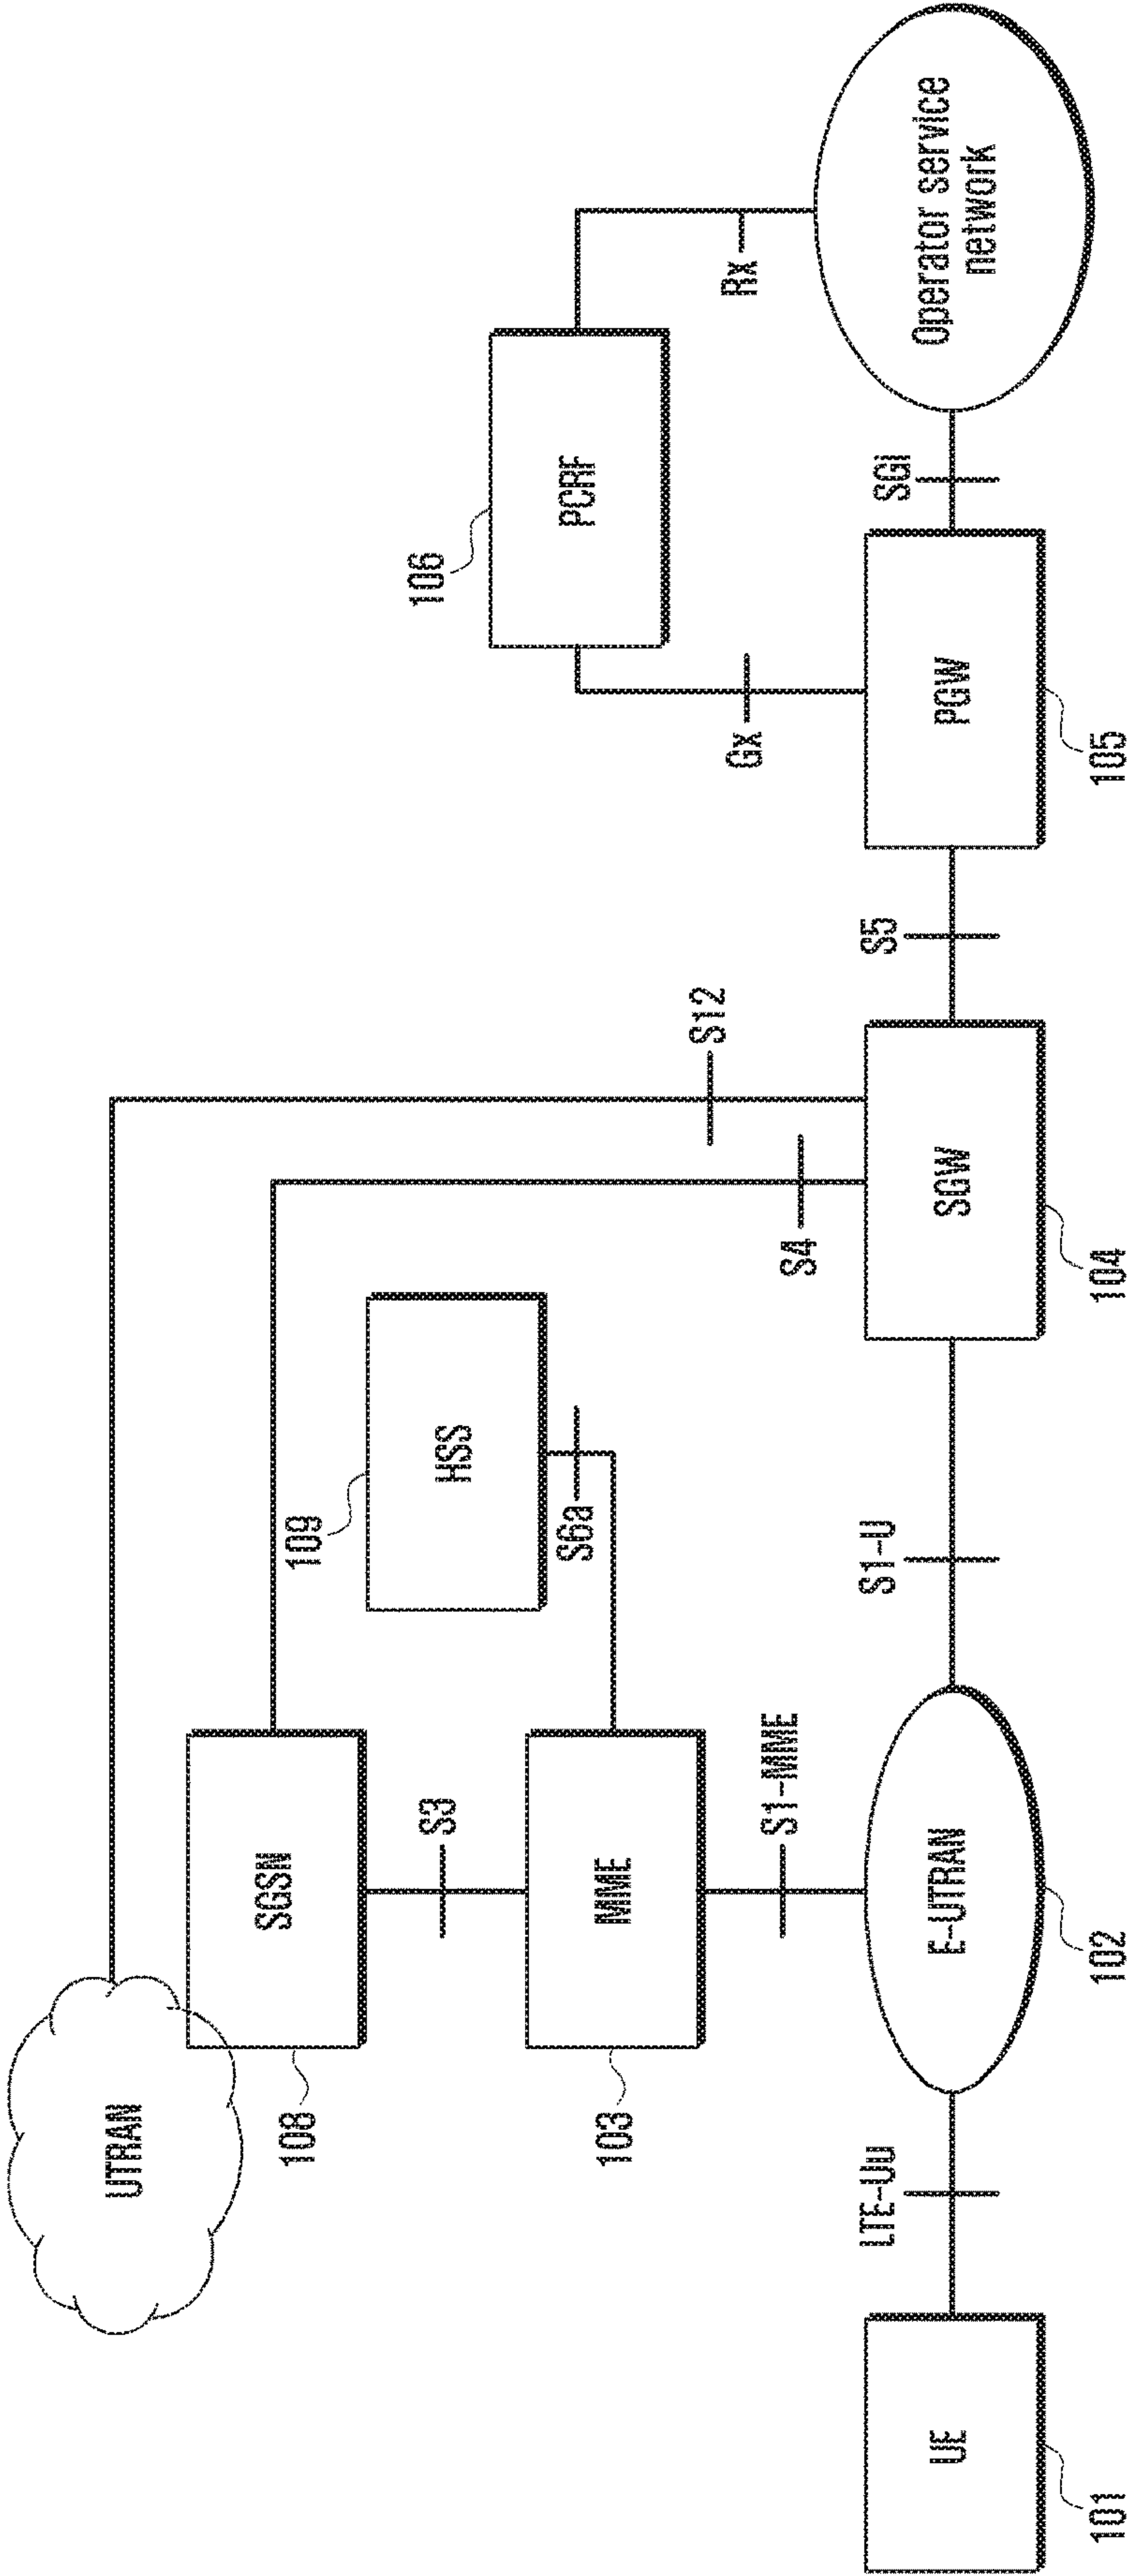 UTRAN
SGSN
108
S3
MME
103
109
HSS
S6a
S1-MME
S4
S12
106
PCRF
Gx
Rx
UE
101
LTE-Uu
E-UTRAN
102
S1-U
SGW
104
S5
PGW
105
SGi
Operator service
network